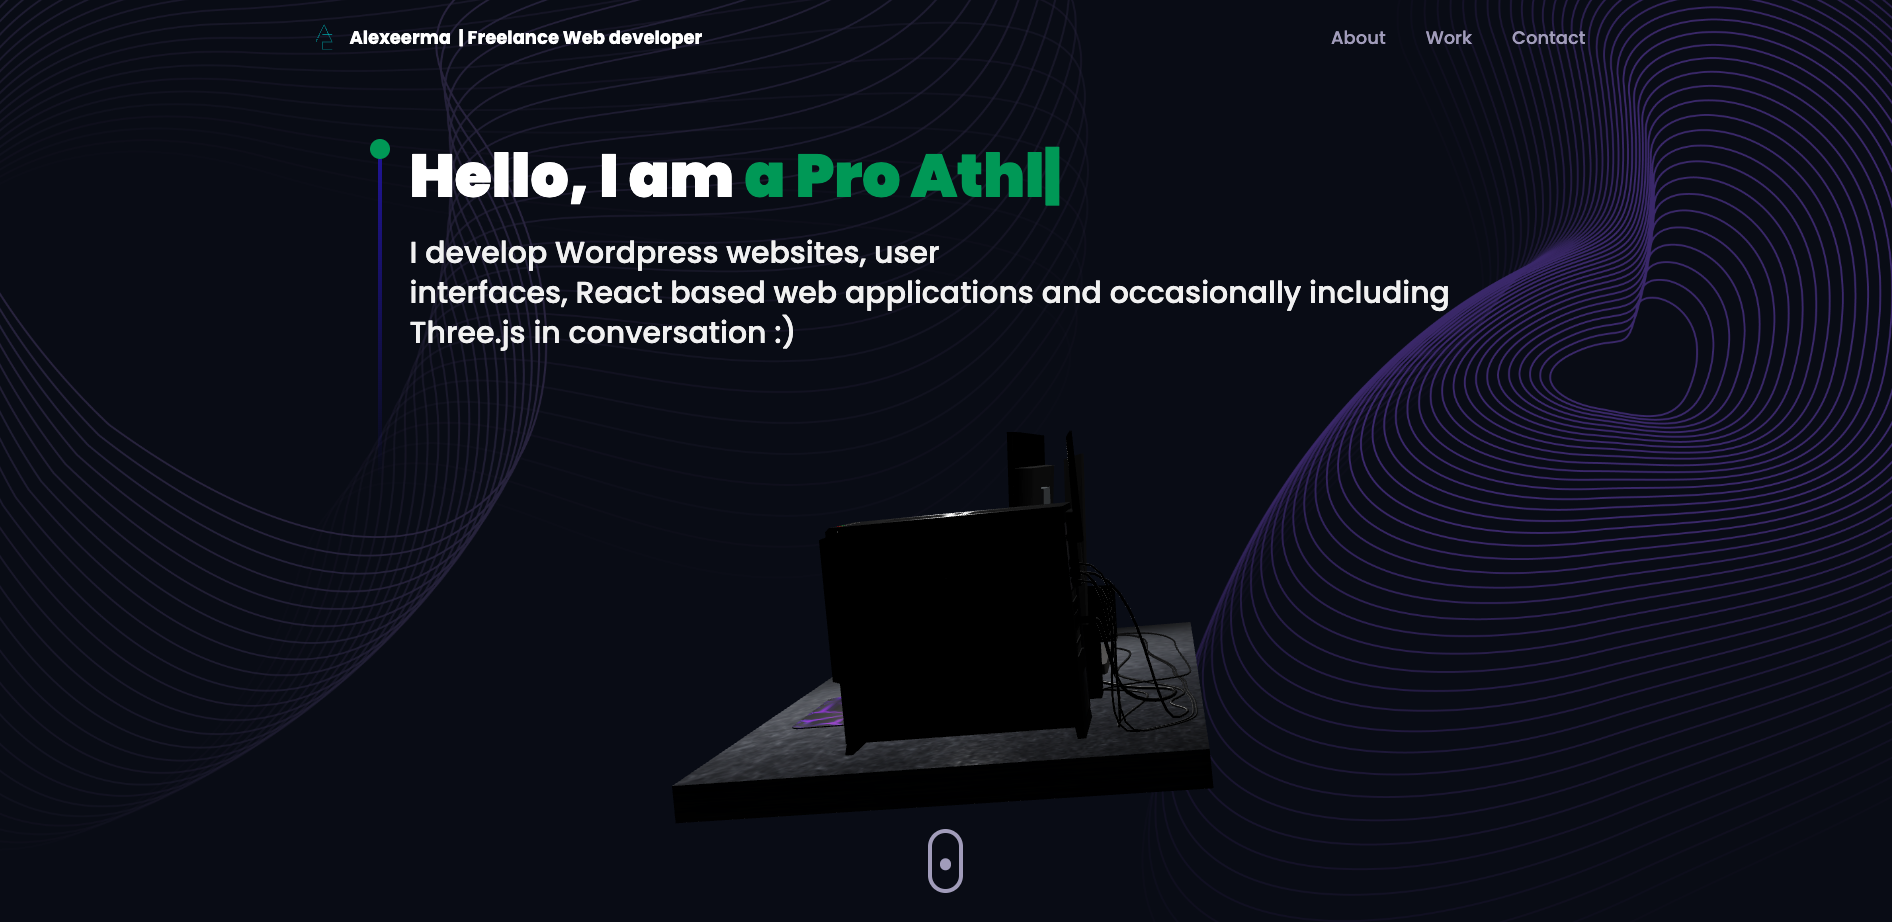 Alexeerma | Freelance Web developer
About Work Contact
Hello, I am a Pro Athl
I develop Wordpress websites, user
interfaces, React based web applications and occasionally including
Three.js in conversation :)